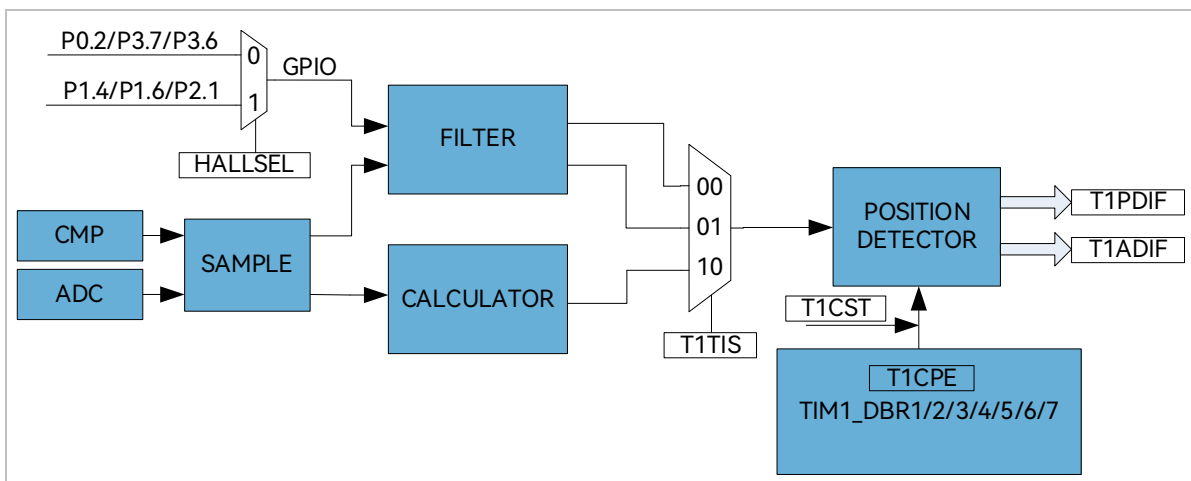 P0.2/P3.7/P3.6
0
GPIO
P1.4/P1.6/P2.1
1
HALLSEL
FILTER
CMP
ADC
SAMPLE
CALCULATOR
00
01
10
T1TIS
POSITION
DETECTOR
T1PDIF
T1ADIF
T1CST
T1CPE
TIM1_DBR1/2/3/4/5/6/7